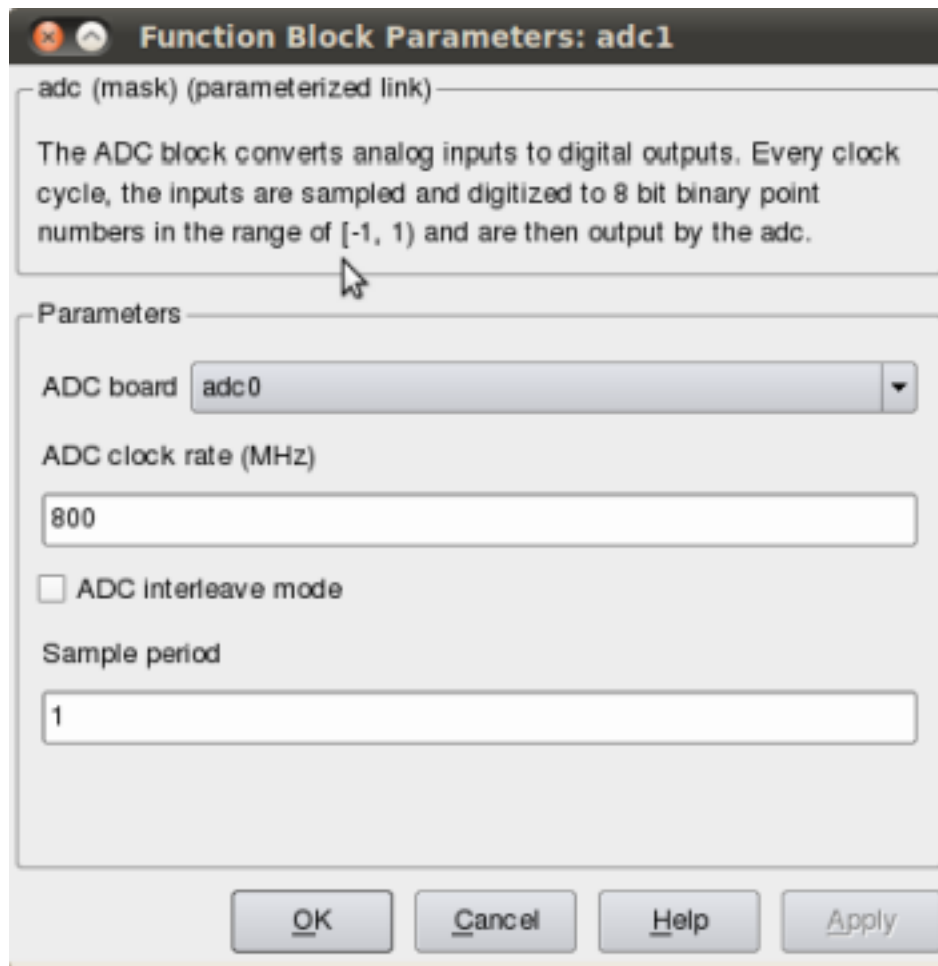 Function Block Parameters: adc1
adc (mask) (parameterized link)
The ADC block converts analog inputs to digital outputs. Every clock
cycle, the inputs are sampled and digitized to 8 bit binary point
numbers in the range of [-1, 1) and are then output by the adc.
Parameters
ADC board adc0
ADC clock rate (MHz)
800
ADC interleave mode
Sample period
1
OK Cancel Help Apply